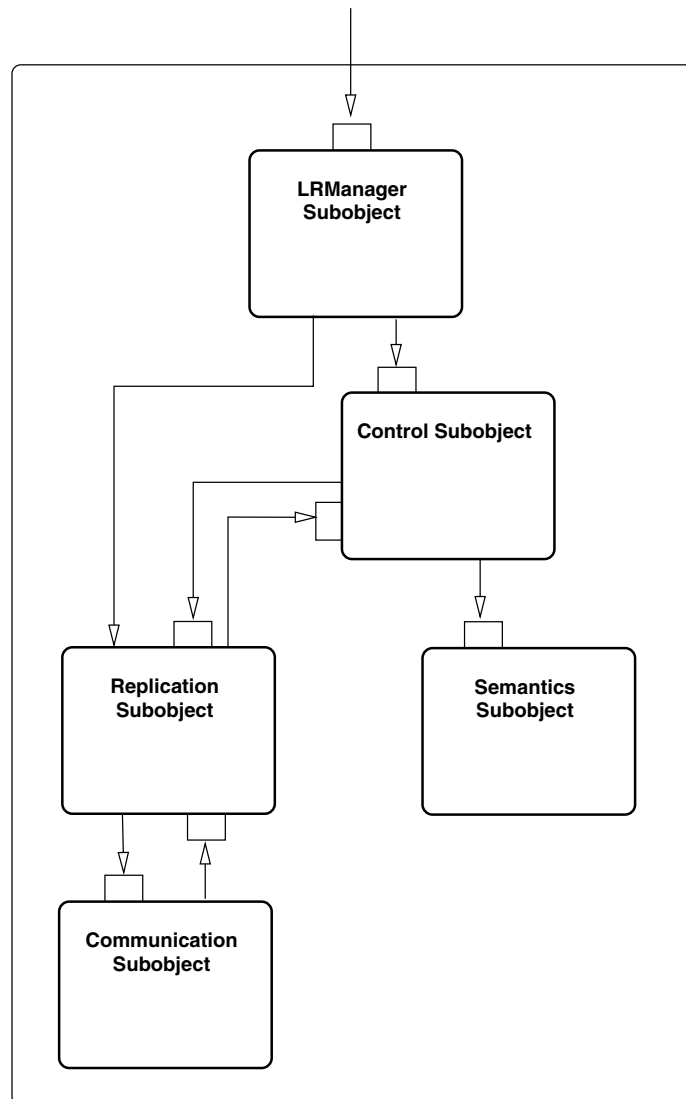 LRManager
Subobject
Control Subobject
Replication
Subobject
Semantics
Subobject
Communication
Subobject